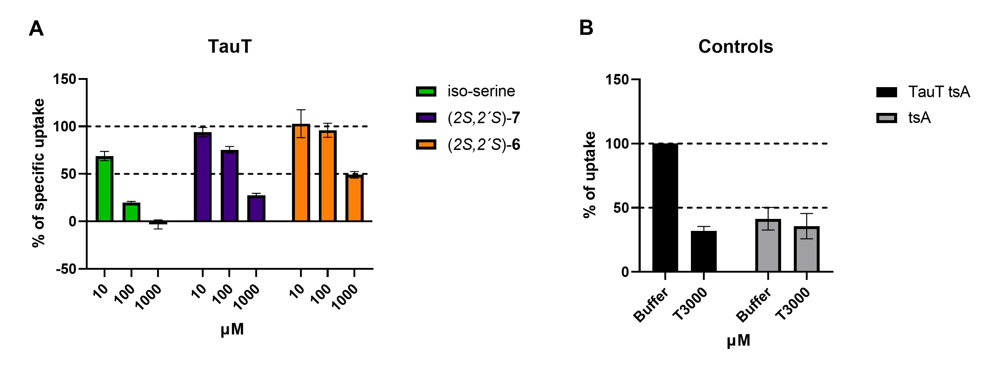 A
TauT
% of specific uptake
150
100
50
0
-50
10
100
1000
10
100
1000
10
100
1000
µM
iso-serine
(2S,2´S)-7
(2S,2´S)-6
B
Controls
% of uptake
150
100
50
0
Buffer
T3000
Buffer
T3000
µM
TauT tsA
tsA